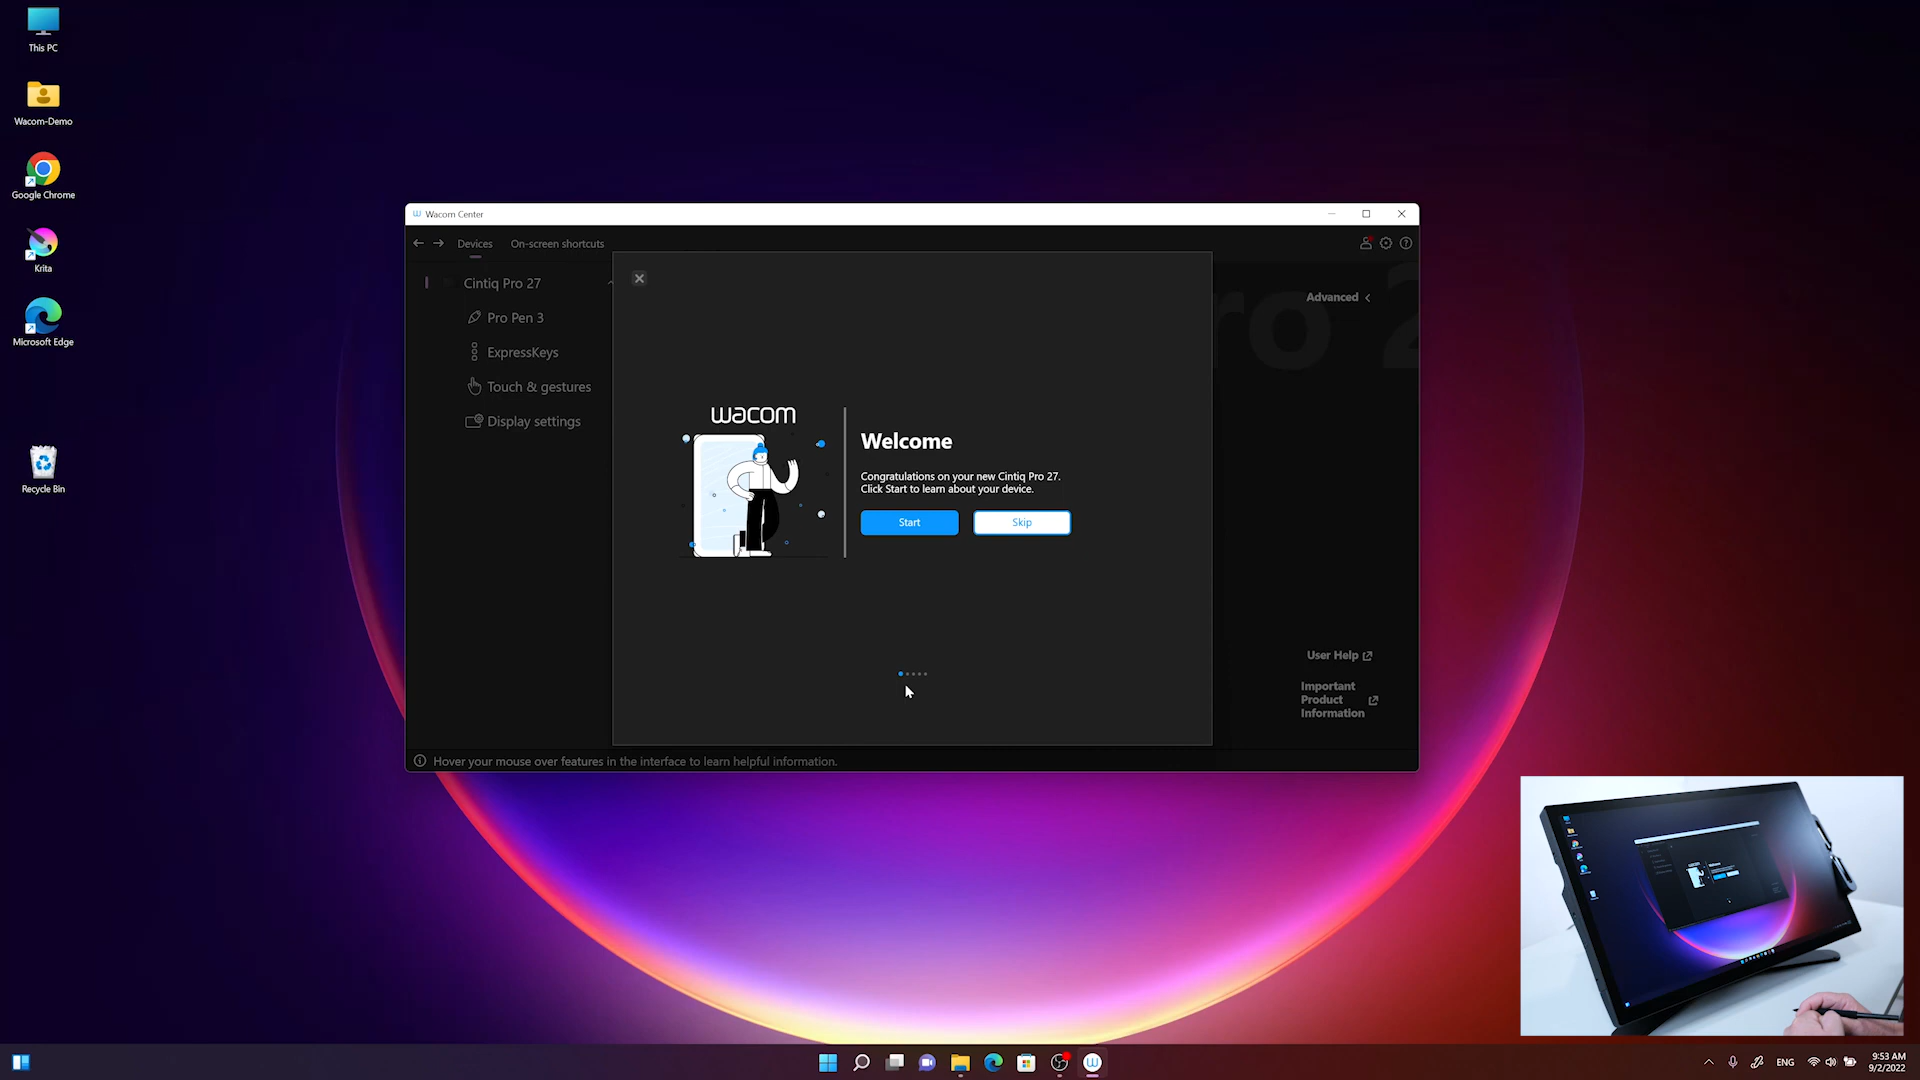 This PC
Wacom-Demo
Google Chrome
Krita
Microsoft Edge
Recycle Bin
Wacom Center
Devices
On-screen shortcuts
Cintiq Pro 27
Pro Pen 3
ExpressKeys
Touch & gestures
Display settings
ro 2
Advanced
wacom
Welcome
Congratulations on your new Cintiq Pro 27.
Click Start to learn about your device.
Start
Skip
User Help
Important
Product
Information
Hover your mouse over features in the interface to learn helpful information.
ENG
9:53 AM
9/2/2022